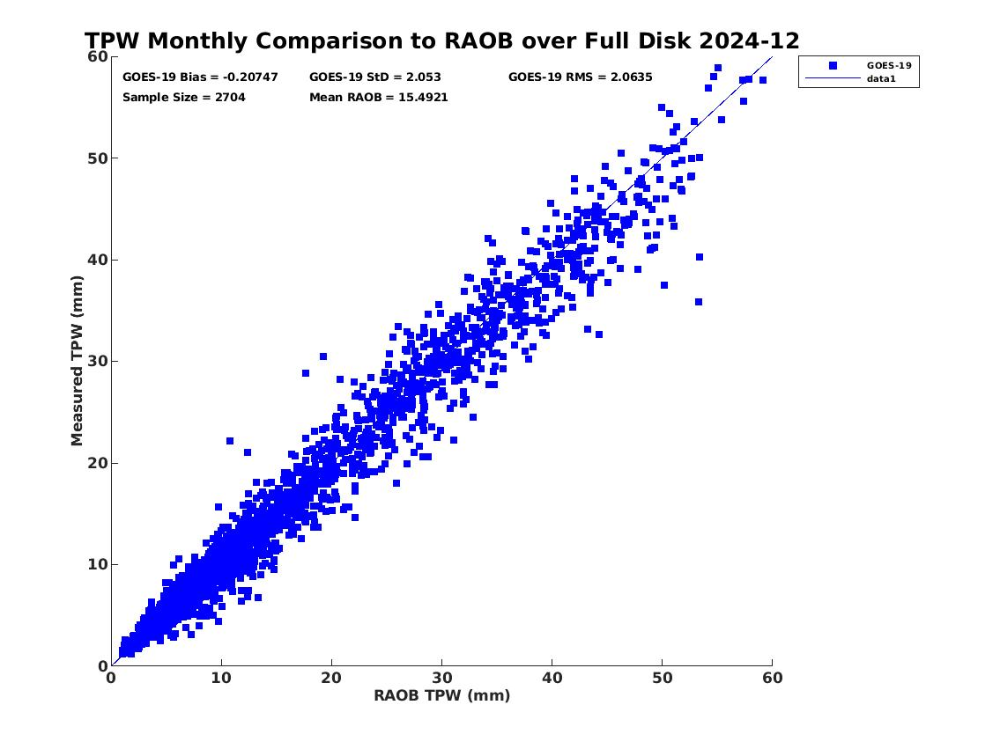 TPW Monthly Comparison to RAOB over Full Disk 2024-12
GOES-19 Bias = -0.20747 GOES-19 StD = 2.053 GOES-19 RMS = 2.0635
Sample Size = 2704 Mean RAOB = 15.4921
GOES-19
data1
Measured TPW (mm)
60
50
40
30
20
10
0
0 10 20 30 40 50 60
RAOB TPW (mm)